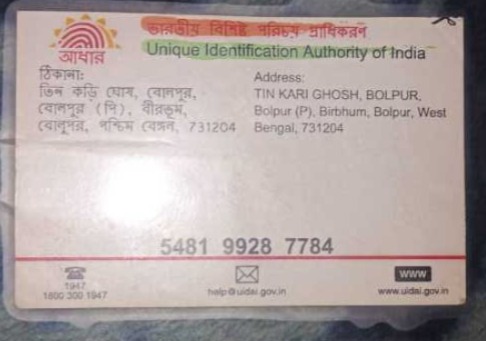 ভারতীয় বিশিষ্ট পরিচয় প্রাধিকরণ
Unique Identification Authority of India
আধার
ঠিকানা:
তিন কড়ি ঘোষ, বোলপুর,
বোলপুর (পি), বীরভূম,
বোলপুর, পশ্চিম বেঙ্গল, 731204
Address:
TIN KARI GHOSH, BOLPUR,
Bolpur (P), Birbhum, Bolpur, West
Bengal, 731204
5481 9928 7784
1947
1800 300 1947
help@uidai.gov.in
www
www.uidai.gov.in